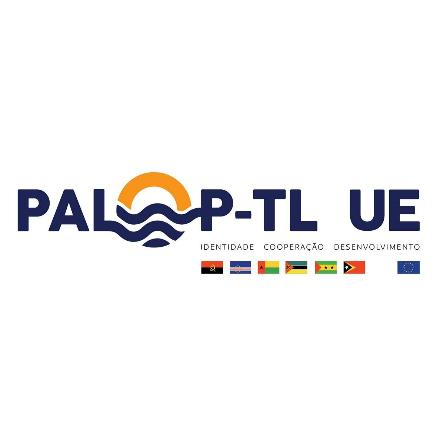 PALOP-TL UE
IDENTIDADE COOPERAÇÃO DESENVOLVIMENTO